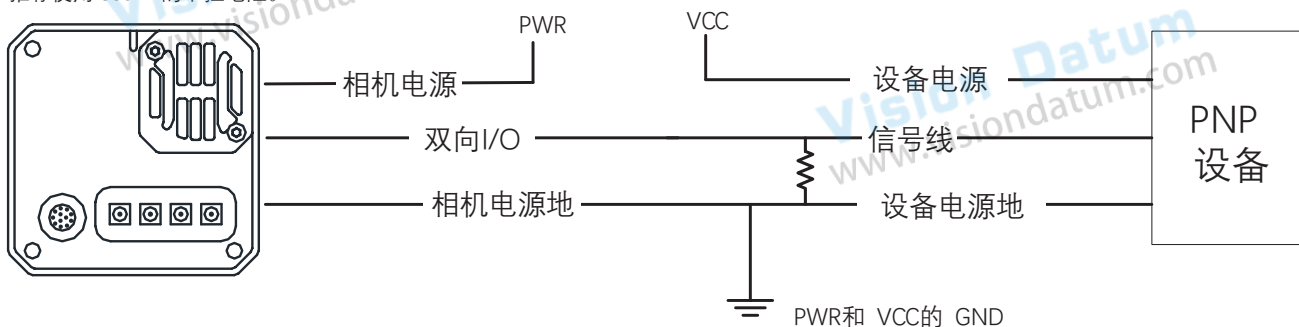 PWR
VCC
相机电源
设备电源
双向I/O
信号线
相机电源地
设备电源地
PNP
设备
PWR和 VCC的 GND
Vision Datum
www.visiondatum.com